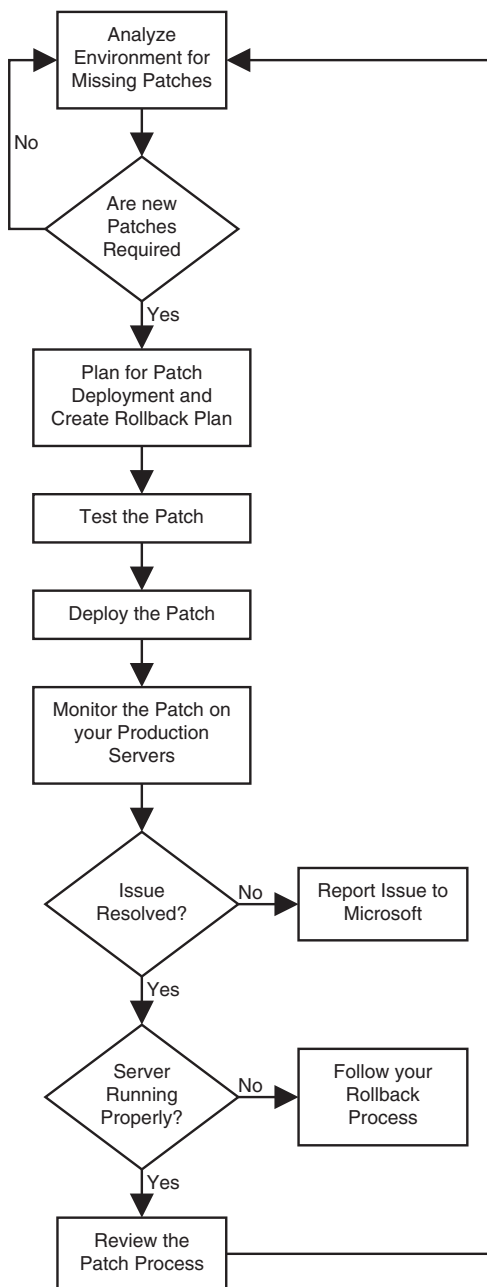 Analyze
Environment for
Missing Patches
No
Are new
Patches
Required
Yes
Plan for Patch
Deployment and
Create Rollback Plan
Test the Patch
Deploy the Patch
Monitor the Patch on
your Production
Servers
Issue
Resolved?
No
Report Issue to
Microsoft
Yes
Server
Running
Properly?
No
Follow your
Rollback
Process
Yes
Review the
Patch Process